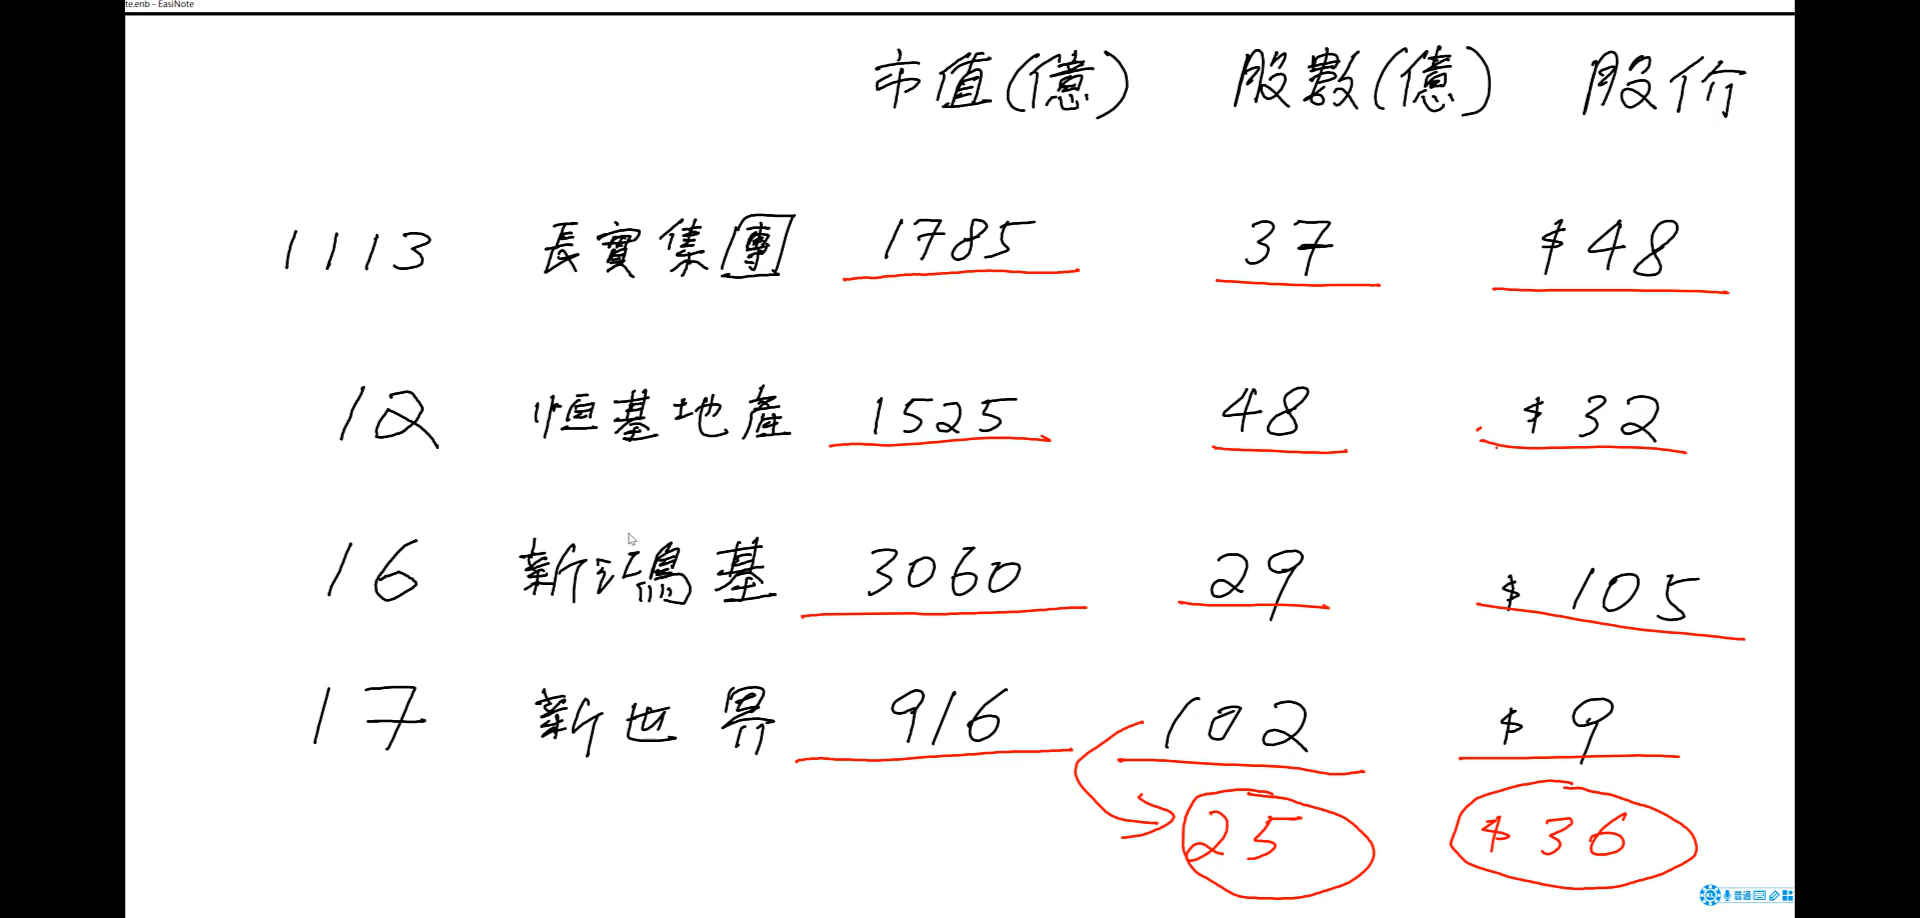 te.enb - EasiNote
市值(億) 股數(億) 股价
1113 長實集團 1785 37 $48
12 恒基地產 1525 48 $32
16 新鴻基 3060 29 $105
17 新世界 916 102 $9
25 $36
普通